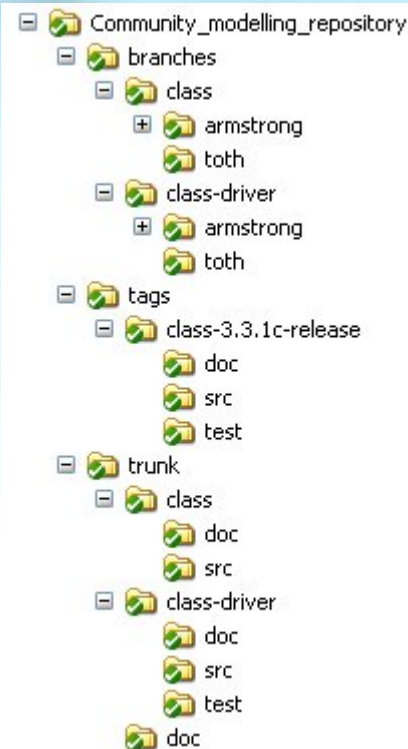 Community_modelling_repository
branches
class
armstrong
toth
class-driver
armstrong
toth
tags
class-3.3.1c-release
doc
src
test
trunk
class
doc
src
class-driver
doc
src
test
doc